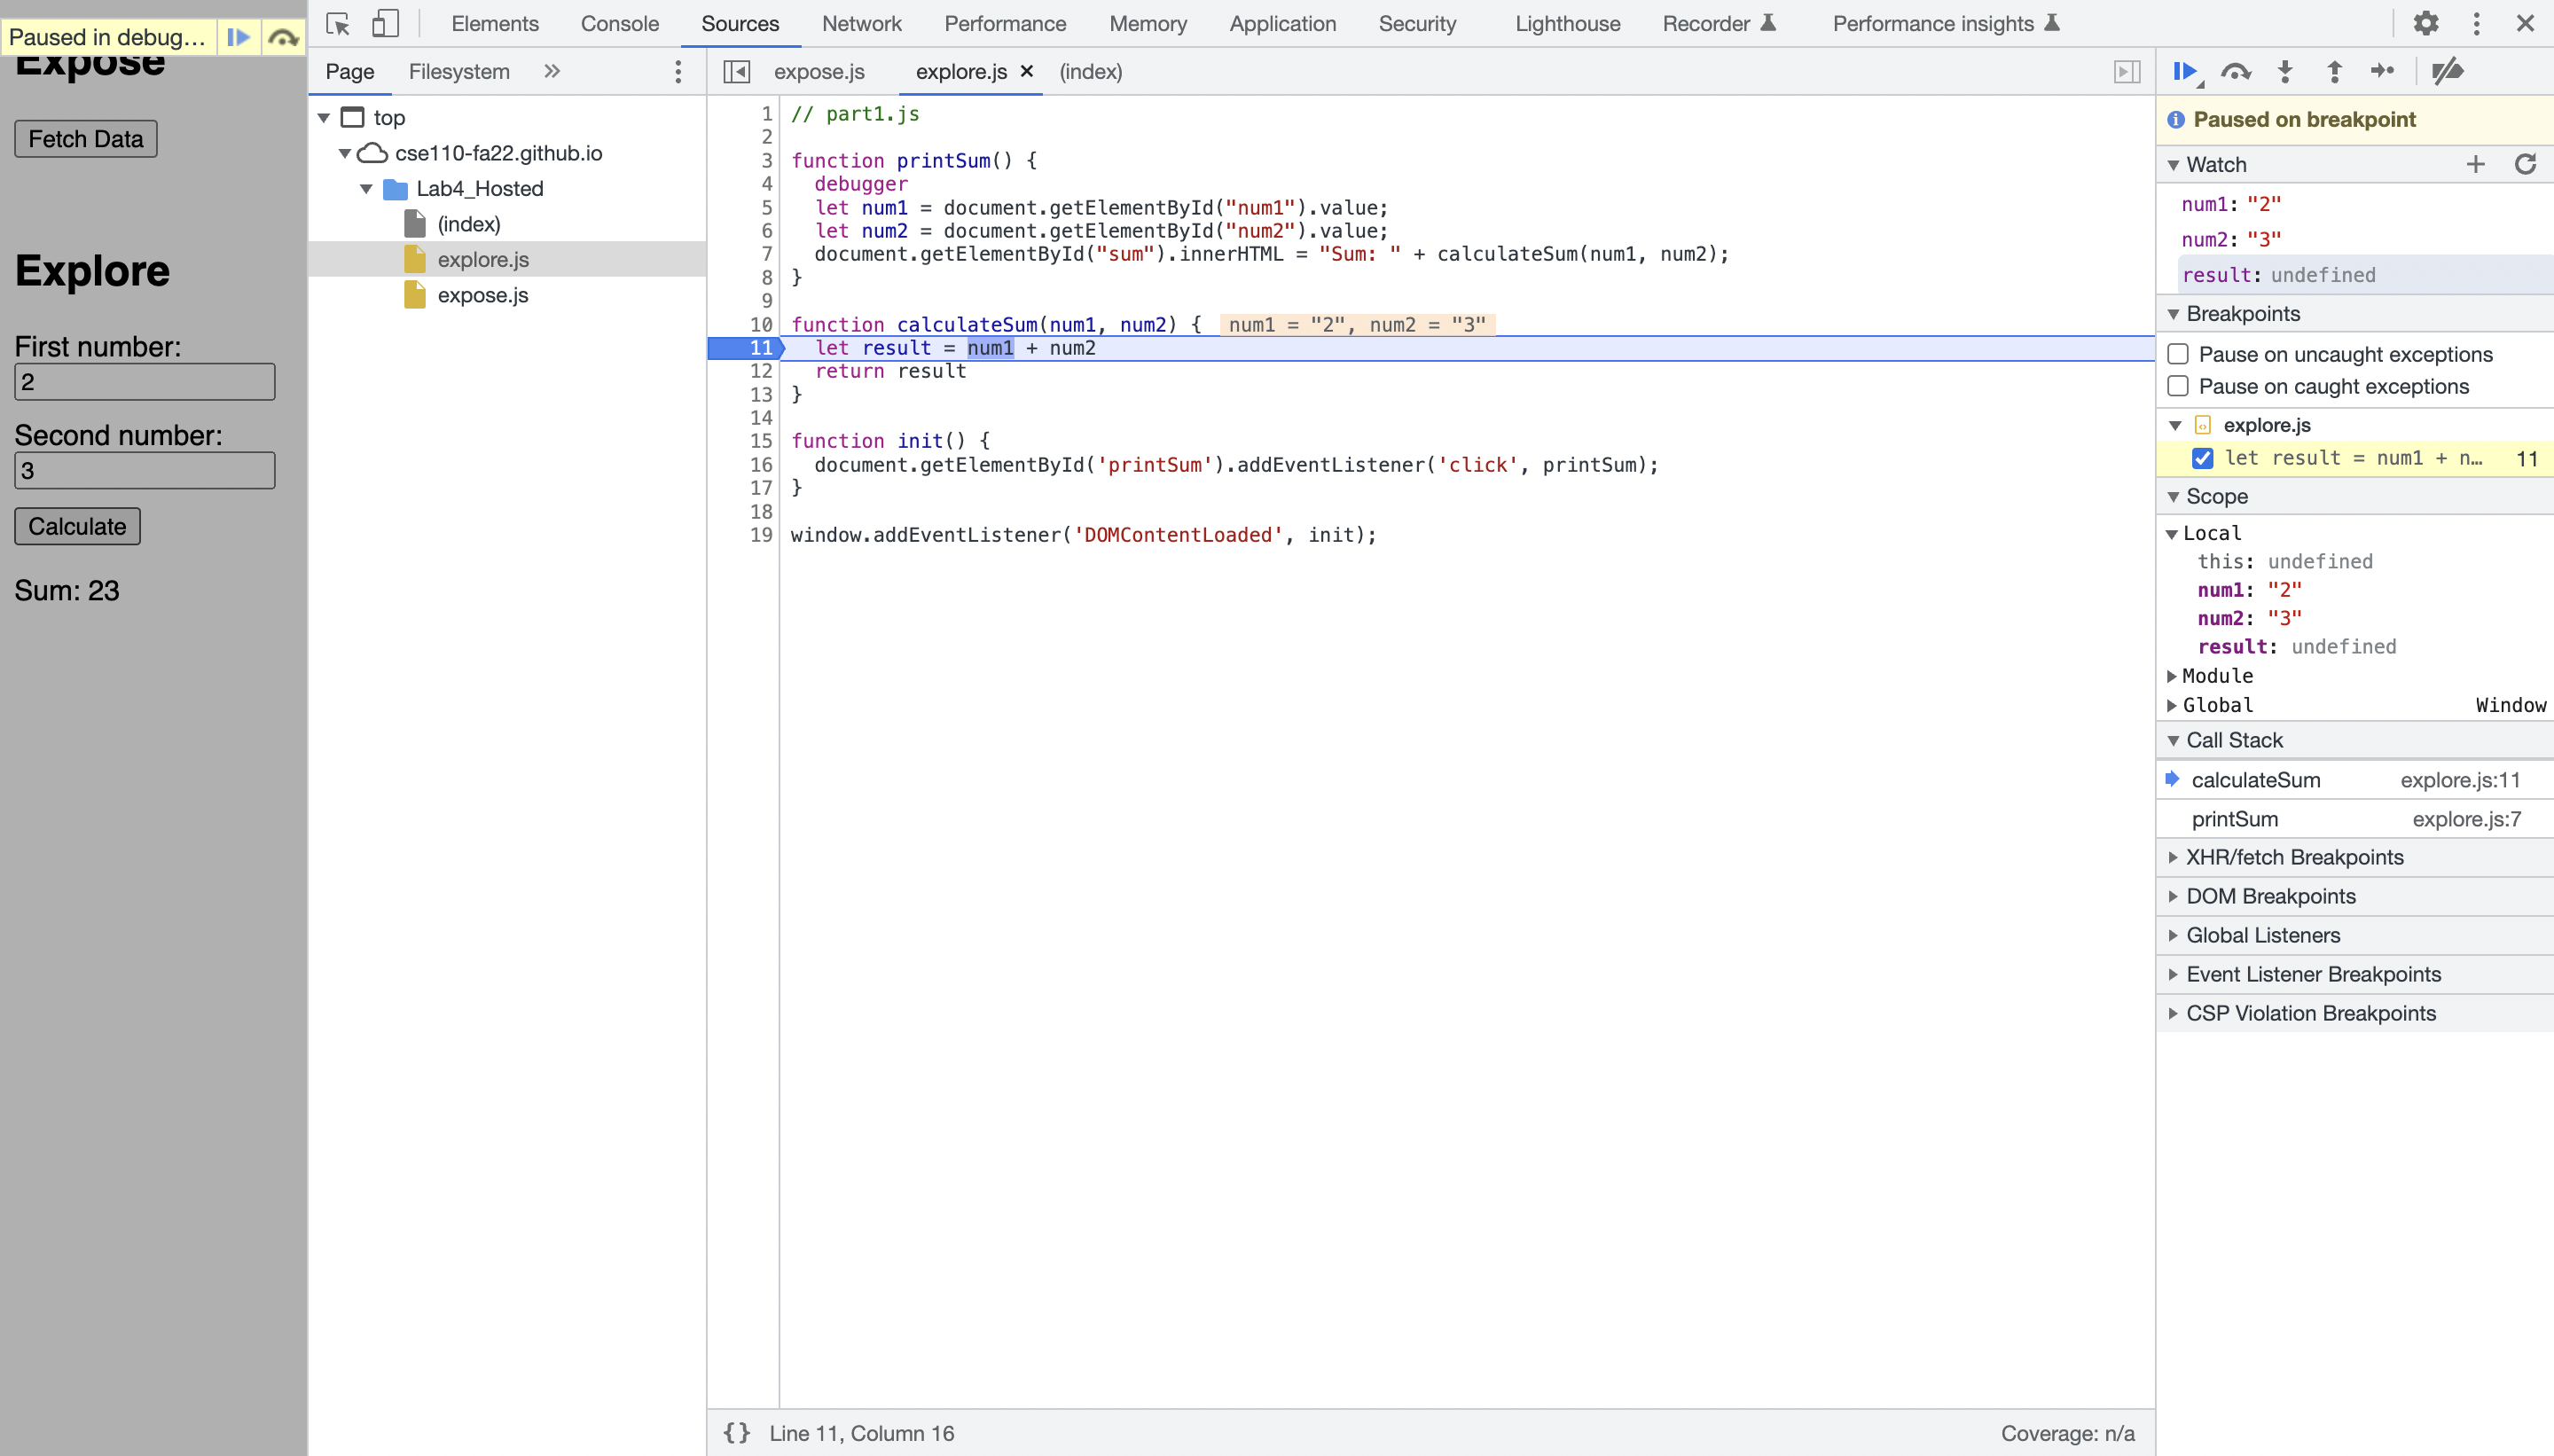 Paused in debug...
Expose
Fetch Data
Explore
First number:
2
Second number:
3
Calculate
Sum: 23
Elements Console Sources Network Performance Memory Application Security Lighthouse Recorder Performance insights
Page Filesystem »
top
cse110-fa22.github.io
Lab4_Hosted
(index)
explore.js
expose.js
expose.js explore.js × (index)
1 // part1.js
2
3 function printSum() {
4 debugger
5 let num1 = document.getElementById("num1").value;
6 let num2 = document.getElementById("num2").value;
7 document.getElementById("sum").innerHTML = "Sum: " + calculateSum(num1, num2);
8 }
9
10 function calculateSum(num1, num2) { num1 = "2", num2 = "3"
11 let result = num1 + num2
12 return result
13 }
14
15 function init() {
16 document.getElementById('printSum').addEventListener('click', printSum);
17 }
18
19 window.addEventListener('DOMContentLoaded', init);
{} Line 11, Column 16
Coverage: n/a
Paused on breakpoint
Watch
num1: "2"
num2: "3"
result: undefined
Breakpoints
Pause on uncaught exceptions
Pause on caught exceptions
explore.js
let result = num1 + n… 11
Scope
Local
this: undefined
num1: "2"
num2: "3"
result: undefined
Module
Global Window
Call Stack
calculateSum explore.js:11
printSum explore.js:7
XHR/fetch Breakpoints
DOM Breakpoints
Global Listeners
Event Listener Breakpoints
CSP Violation Breakpoints